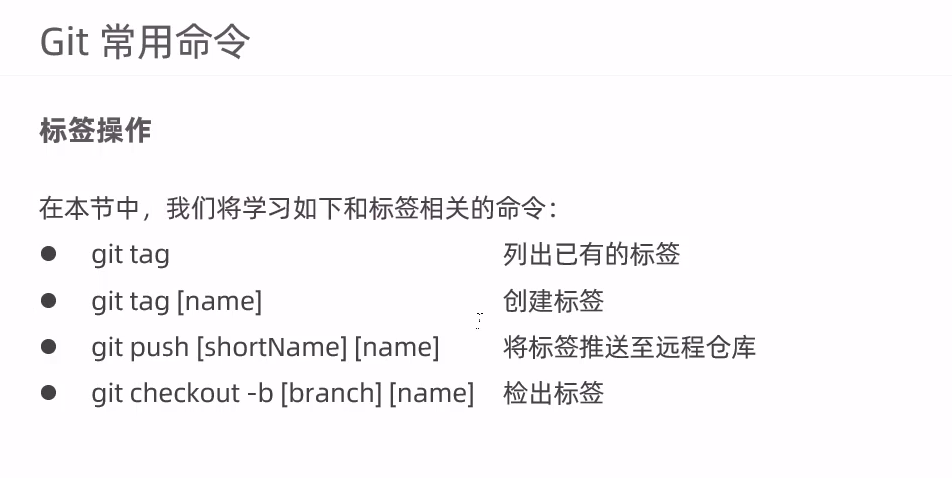 Git 常用命令
标签操作
在本节中，我们将学习如下和标签相关的命令：
● git tag 列出已有的标签
● git tag [name] 创建标签
● git push [shortName] [name] 将标签推送至远程仓库
● git checkout -b [branch] [name] 检出标签